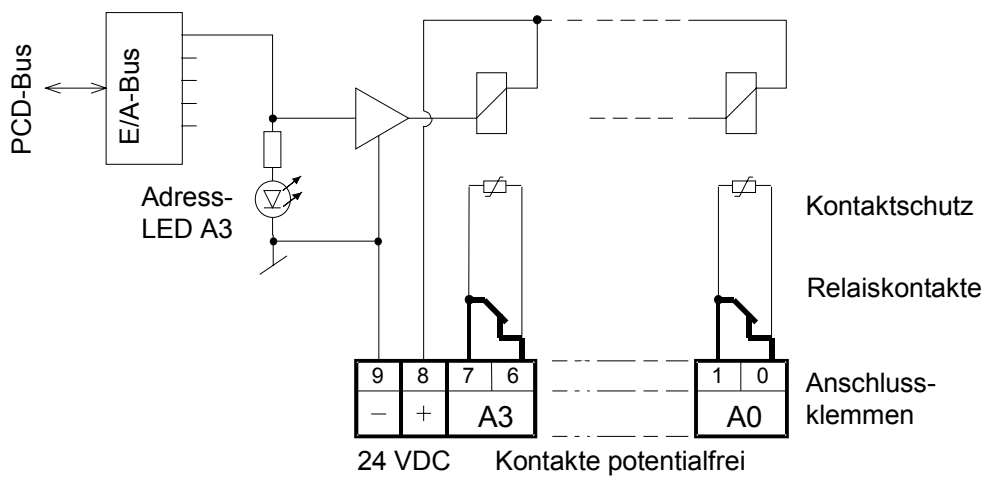 PCD-Bus
E/A-Bus
Adress-
LED A3
Kontaktschutz
Relaiskontakte
9 8 7 6 1 0
Anschluss-
klemmen
− + A3 A0
24 VDC Kontakte potentialfrei